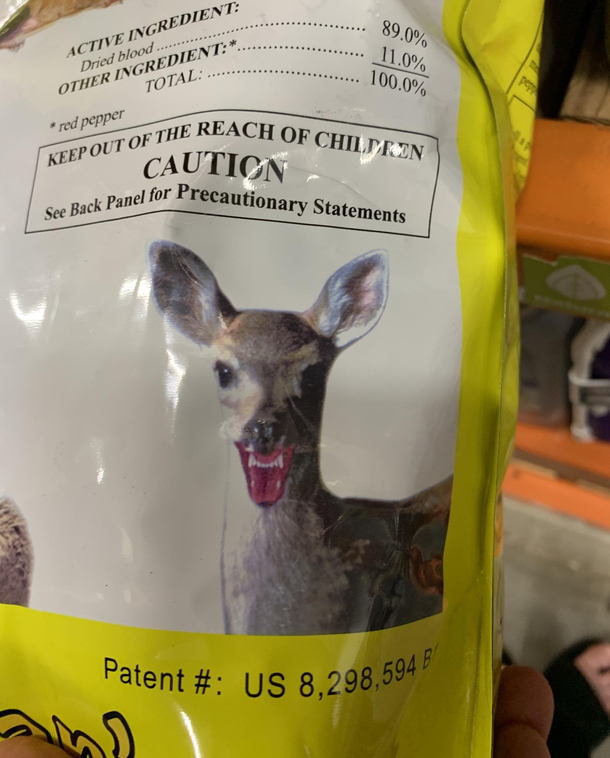 ACTIVE INGREDIENT:
Dried blood ........................................ 89.0%
OTHER INGREDIENT:* ........................ 11.0%
TOTAL: ............................... 100.0%
* red pepper
KEEP OUT OF THE REACH OF CHILDREN
CAUTION
See Back Panel for Precautionary Statements
Patent #: US 8,298,594 B